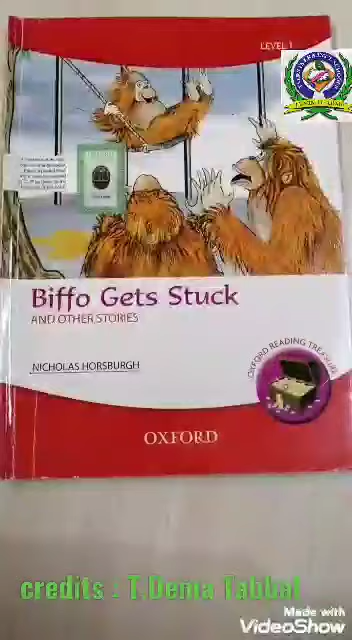 LEVEL 1
Biffo Gets Stuck
AND OTHER STORIES
NICHOLAS HORSBURGH
OXFORD READING TREASURE
OXFORD
credits : T.Dema Tabbal
Made with
VideoShow